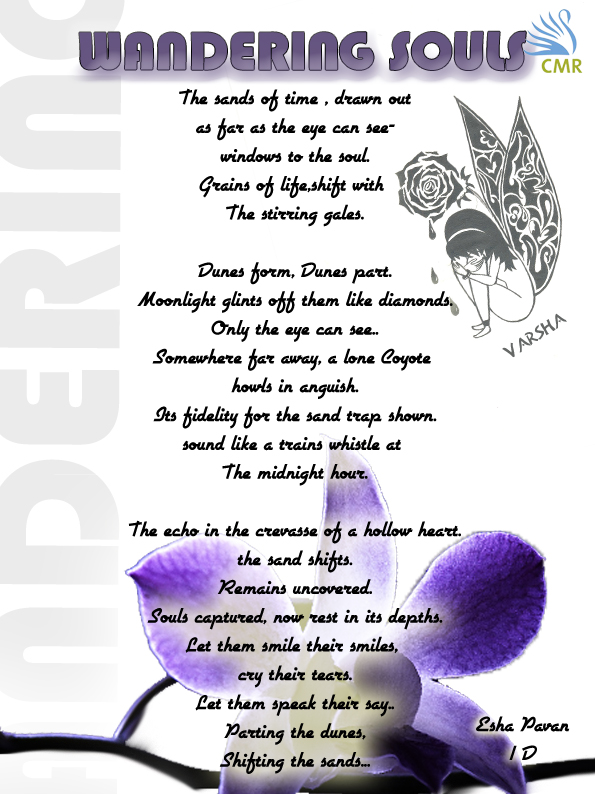 WANDERING SOULS
CMR
The sands of time , drawn out
as far as the eye can see-
windows to the soul.
Grains of life,shift with
The stirring gales.
VARSHA
Dunes form, Dunes part.
Moonlight glints off them like diamonds.
Only the eye can see..
Somewhere far away, a lone Coyote
howls in anguish.
Its fidelity for the sand trap shown.
sound like a trains whistle at
The midnight hour.
The echo in the crevasse of a hollow heart.
the sand shifts.
Remains uncovered.
Souls captured, now rest in its depths.
Let them smile their smiles,
cry their tears.
Let them speak their say..
Parting the dunes,
Shifting the sands...
Esha Pavan
1 D